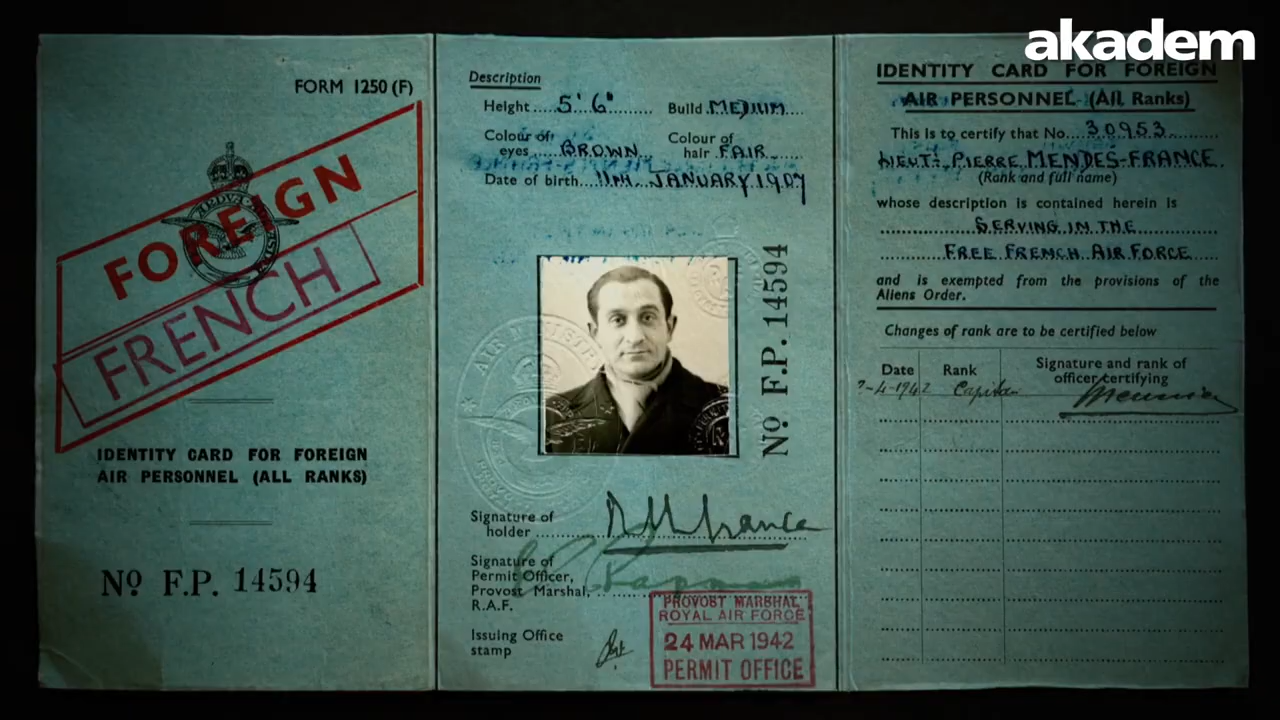 akadem
FORM 1250 (F)
FOREIGN
FRENCH
IDENTITY CARD FOR FOREIGN
AIR PERSONNEL (ALL RANKS)
No F.P. 14594
Description
Height....5' 6"...... Build MEDIUM
Colour of eyes BROWN Colour of hair FAIR
Date of birth 11TH JANUARY 1907
No F.P. 14594
Signature of holder
Signature of
Permit Officer,
Provost Marshal,
R.A.F.
Issuing Office
stamp
PROVOST MARSHAL
ROYAL AIR FORCE
24 MAR 1942
PERMIT OFFICE
IDENTITY CARD FOR FOREIGN
AIR PERSONNEL (All Ranks)
This is to certify that No...30953...
LIEUT: PIERRE MENDES-FRANCE
(Rank and full name)
whose description is contained herein is
SERVING IN THE
FREE FRENCH AIR FORCE
and is exempted from the provisions of the
Aliens Order.
Changes of rank are to be certified below
Date Rank Signature and rank of
officer certifying
-4-1942